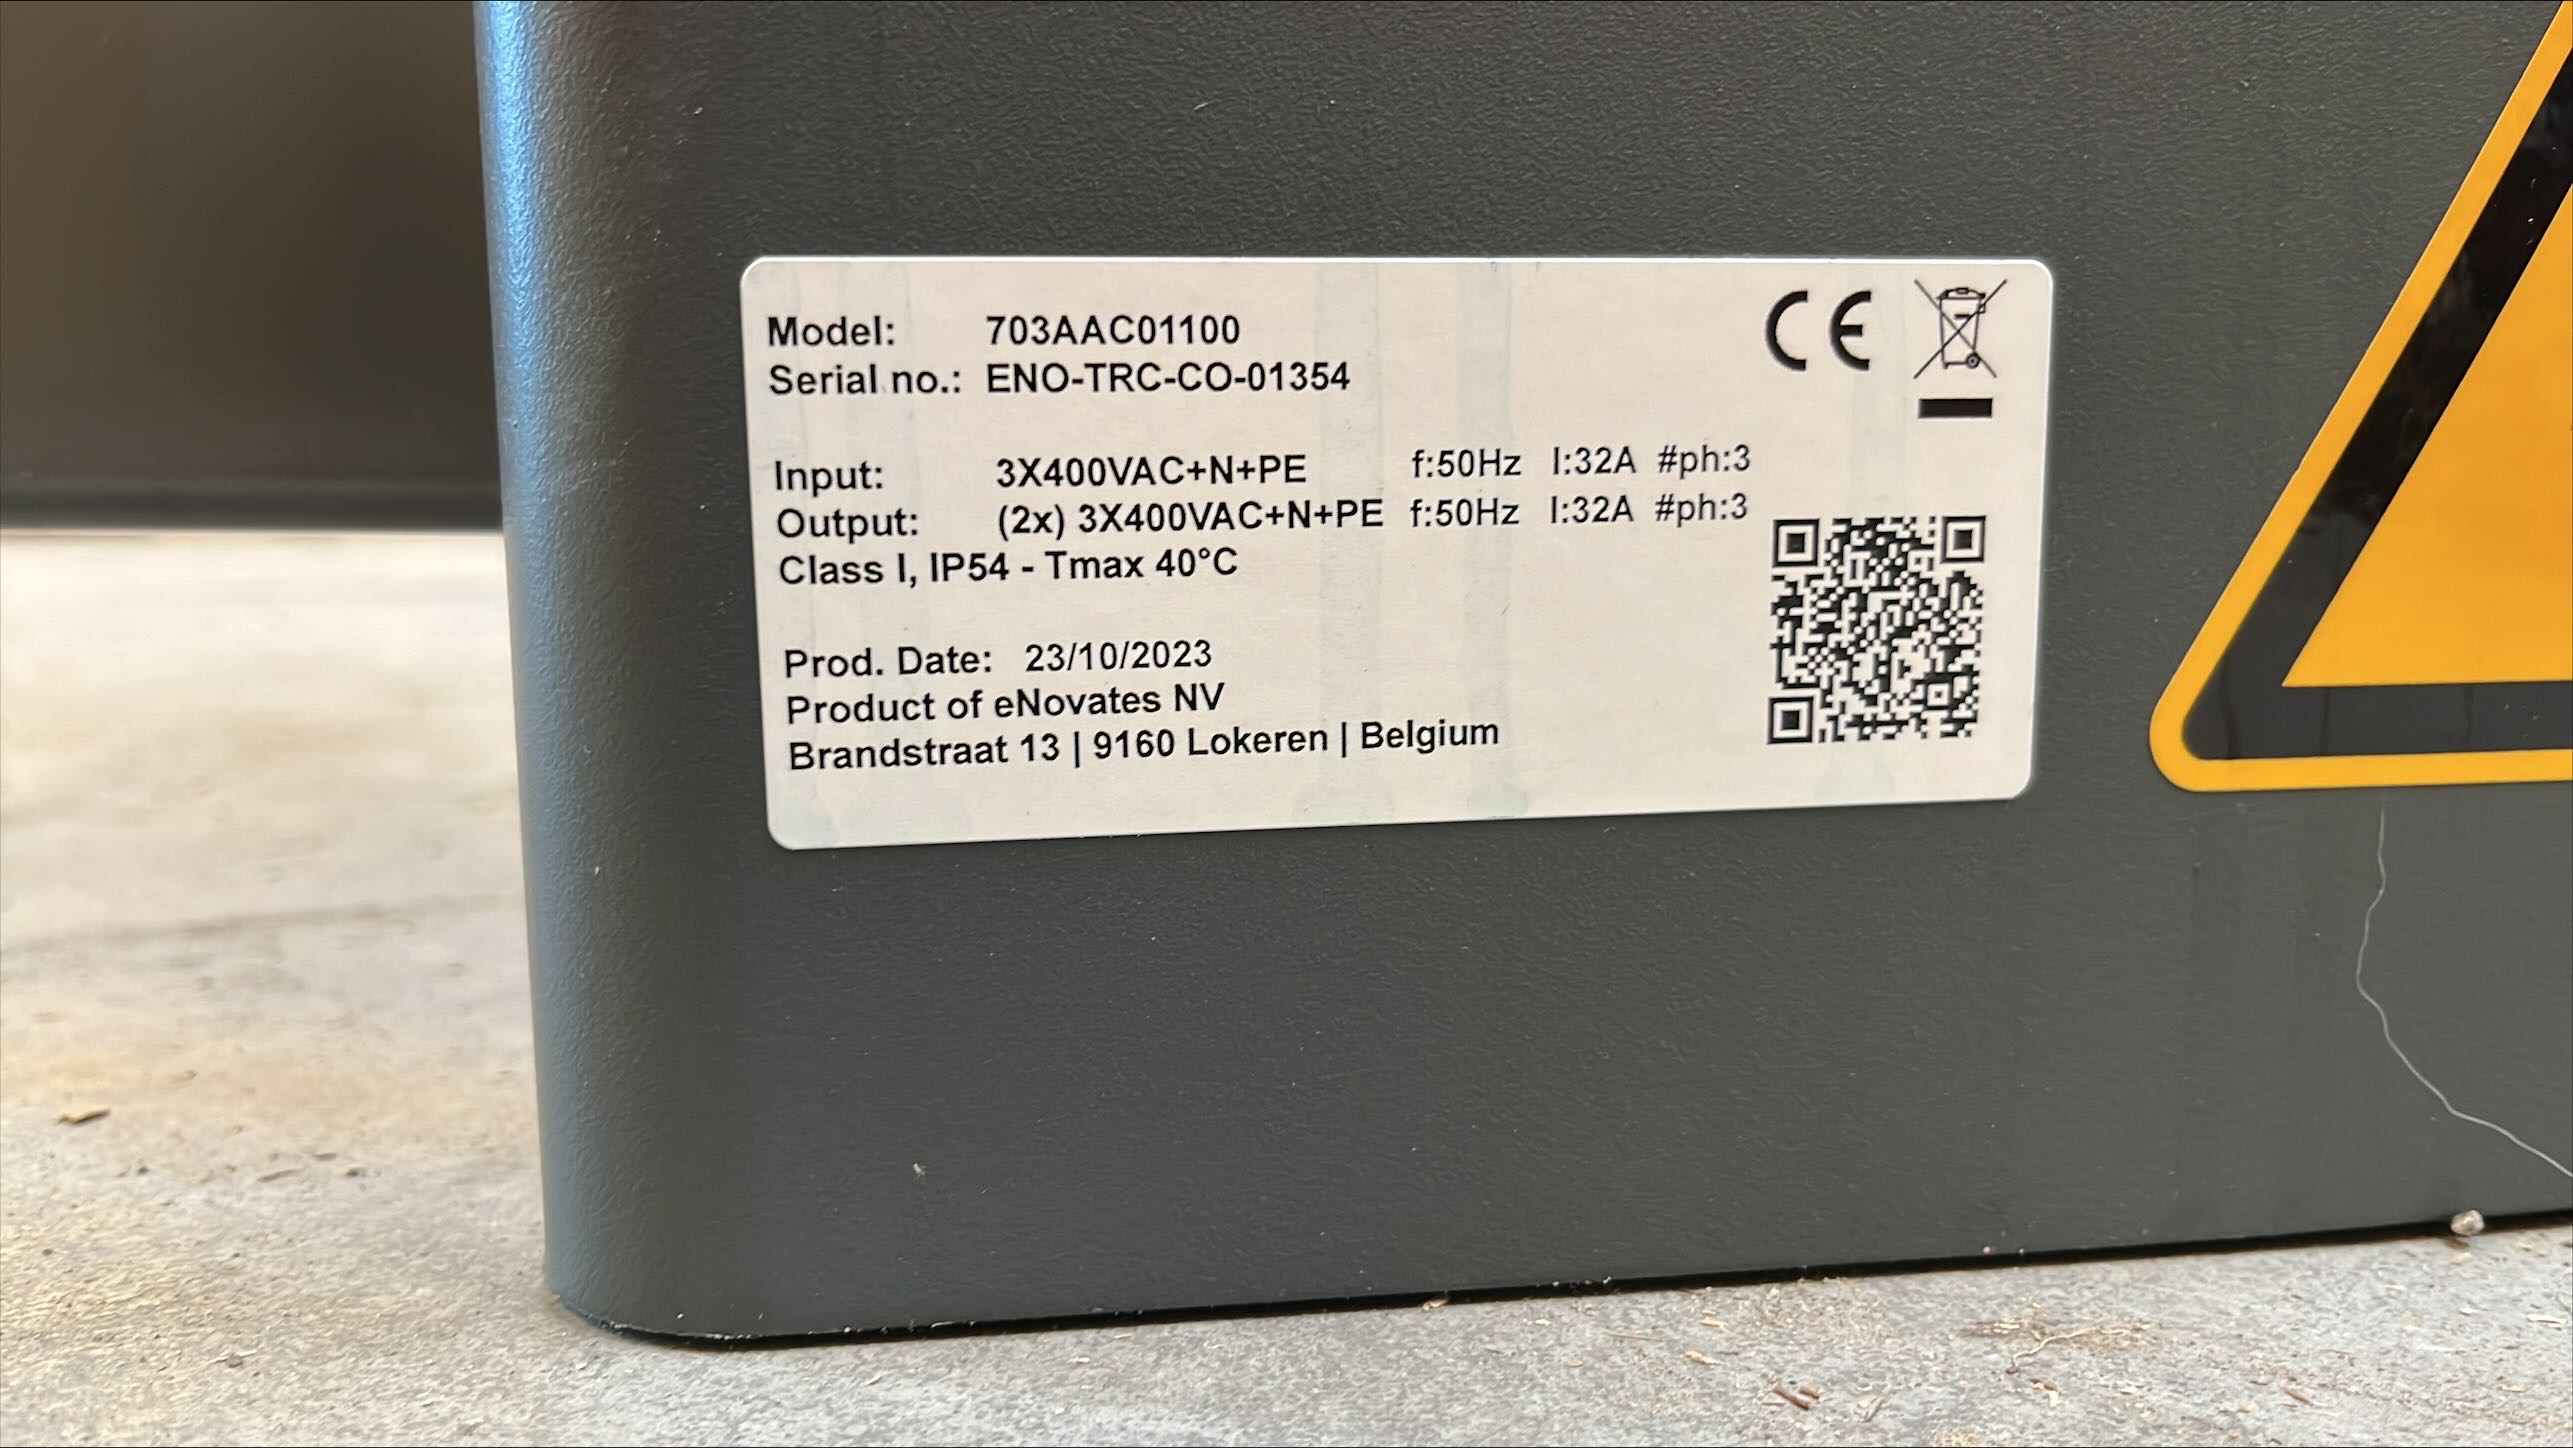 Model: 703AAC01100
Serial no.: ENO-TRC-CO-01354
CE
Input: 3X400VAC+N+PE f:50Hz I:32A #ph:3
Output: (2x) 3X400VAC+N+PE f:50Hz I:32A #ph:3
Class I, IP54 - Tmax 40°C
Prod. Date: 23/10/2023
Product of eNovates NV
Brandstraat 13 | 9160 Lokeren | Belgium